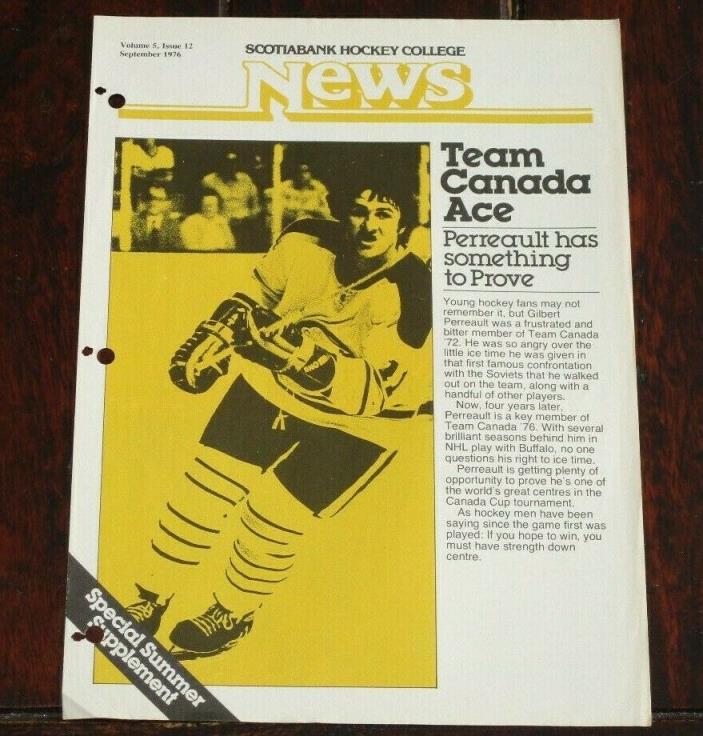 Volume 5, Issue 12
September 1976
SCOTIABANK HOCKEY COLLEGE
News
Team
Canada
Ace
Perreault has
something
to Prove
Young hockey fans may not
remember it, but Gilbert
Perreault was a frustrated and
bitter member of Team Canada
'72. He was so angry over the
little ice time he was given in
that first famous confrontation
with the Soviets that he walked
out on the team, along with a
handful of other players.
Now, four years later,
Perreault is a key member of
Team Canada '76. With several
brilliant seasons behind him in
NHL play with Buffalo, no one
questions his right to ice time.
Perreault is getting plenty of
opportunity to prove he's one of
the world's great centres in the
Canada Cup tournament.
As hockey men have been
saying since the game first was
played: If you hope to win, you
must have strength down
centre.
Special Summer
Supplement